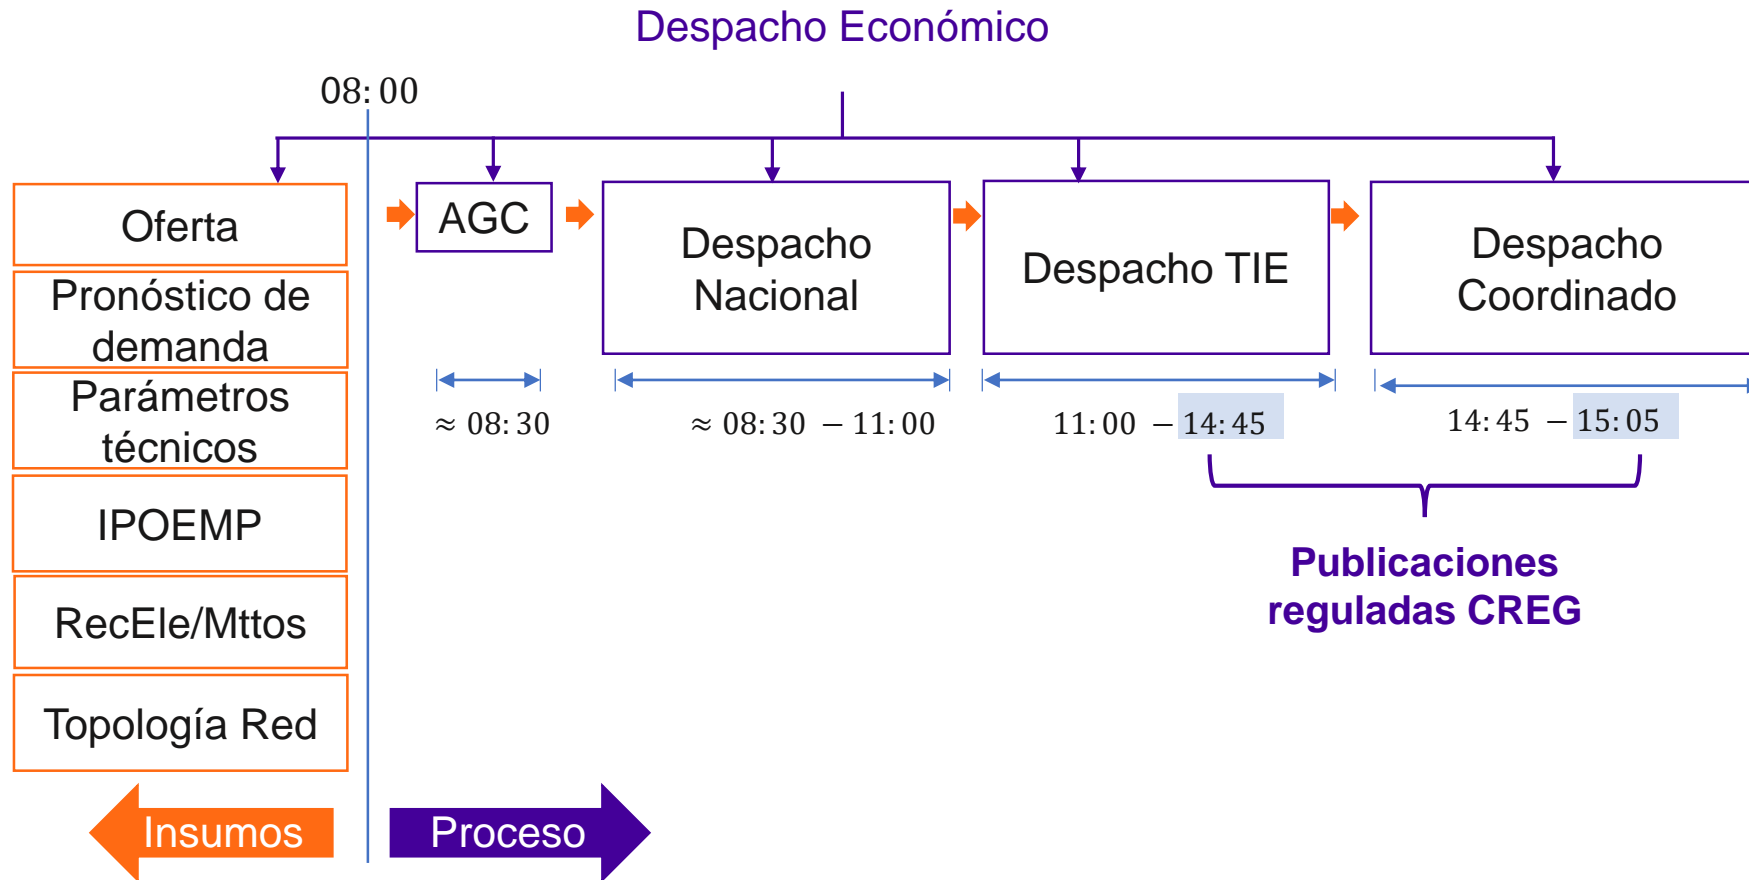 Despacho Económico
08:00
Oferta
Pronóstico de
demanda
Parámetros
técnicos
IPOEMP
RecEle/Mttos
Topología Red
Insumos
Proceso
AGC
≈ 08:30
Despacho
Nacional
≈ 08:30 − 11:00
Despacho TIE
11:00 − 14:45
Despacho
Coordinado
14:45 − 15:05
Publicaciones
reguladas CREG